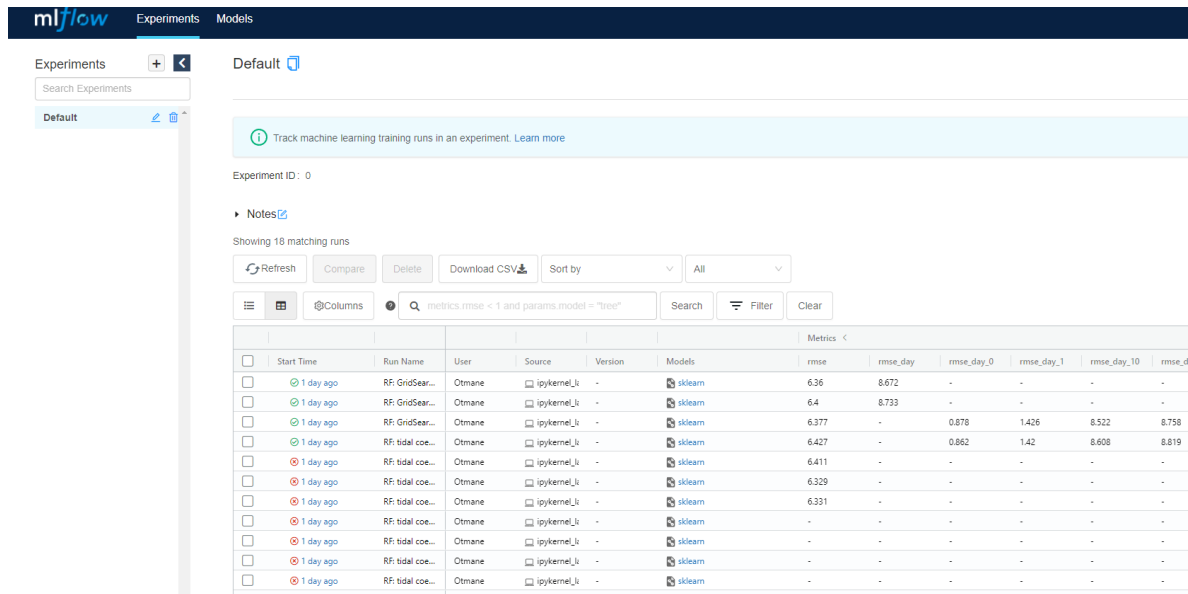 mlflow Experiments Models
Experiments +
Search Experiments
Default
Default
Track machine learning training runs in an experiment. Learn more
Experiment ID: 0
Notes
Showing 18 matching runs
Refresh Compare Delete Download CSV Sort by All
Columns metrics.rmse < 1 and params.model = "tree" Search Filter Clear
Metrics <
Start Time Run Name User Source Version Models rmse rmse_day rmse_day_0 rmse_day_1 rmse_day_10 rmse_d
1 day ago RF: GridSear... Otmane ipykernel_la - sklearn 6.36 8.672 - - - -
1 day ago RF: GridSear... Otmane ipykernel_la - sklearn 6.4 8.733 - - - -
1 day ago RF: GridSear... Otmane ipykernel_la - sklearn 6.377 - 0.878 1.426 8.522 8.758
1 day ago RF: tidal coe... Otmane ipykernel_la - sklearn 6.427 - 0.862 1.42 8.608 8.819
1 day ago RF: tidal coe... Otmane ipykernel_la - sklearn 6.411 - - - - -
1 day ago RF: tidal coe... Otmane ipykernel_la - sklearn 6.329 - - - - -
1 day ago RF: tidal coe... Otmane ipykernel_la - sklearn 6.331 - - - - -
1 day ago RF: tidal coe... Otmane ipykernel_la - sklearn - - - - - -
1 day ago RF: tidal coe... Otmane ipykernel_la - sklearn - - - - - -
1 day ago RF: tidal coe... Otmane ipykernel_la - sklearn - - - - - -
1 day ago RF: tidal coe... Otmane ipykernel_la - sklearn - - - - - -